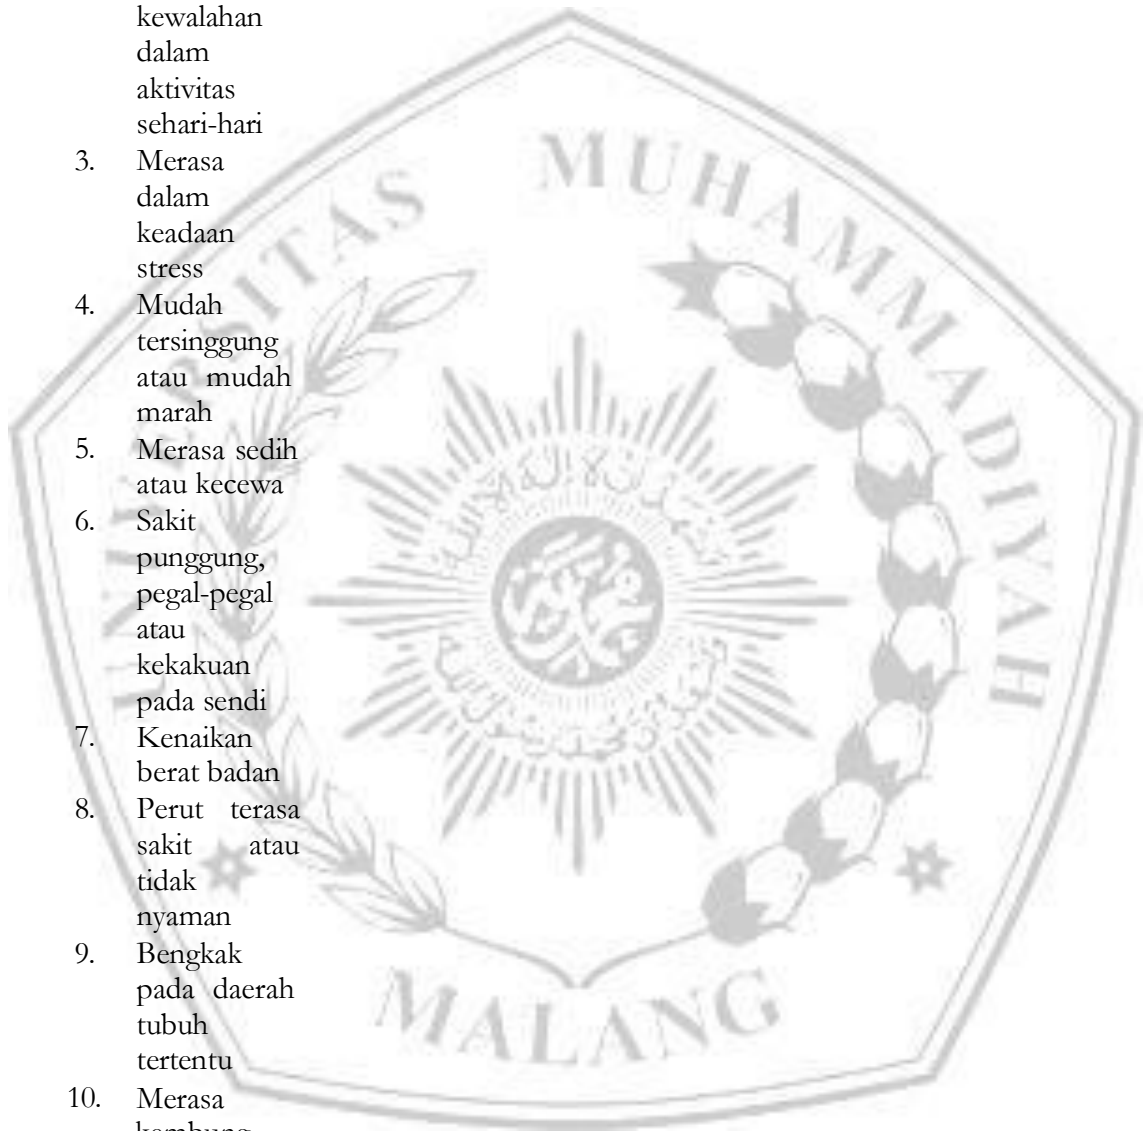 kewalahan
dalam
aktivitas
sehari-hari
3. Merasa
dalam
keadaan
stress
4. Mudah
tersinggung
atau mudah
marah
5. Merasa sedih
atau kecewa
6. Sakit
punggung,
pegal-pegal
atau
kekakuan
pada sendi
7. Kenaikan
berat badan
8. Perut terasa
sakit atau
tidak
nyaman
9. Bengkak
pada daerah
tubuh
tertentu
10. Merasa
kembung
UNIVERSITAS MUHAMMADIYAH
MALANG